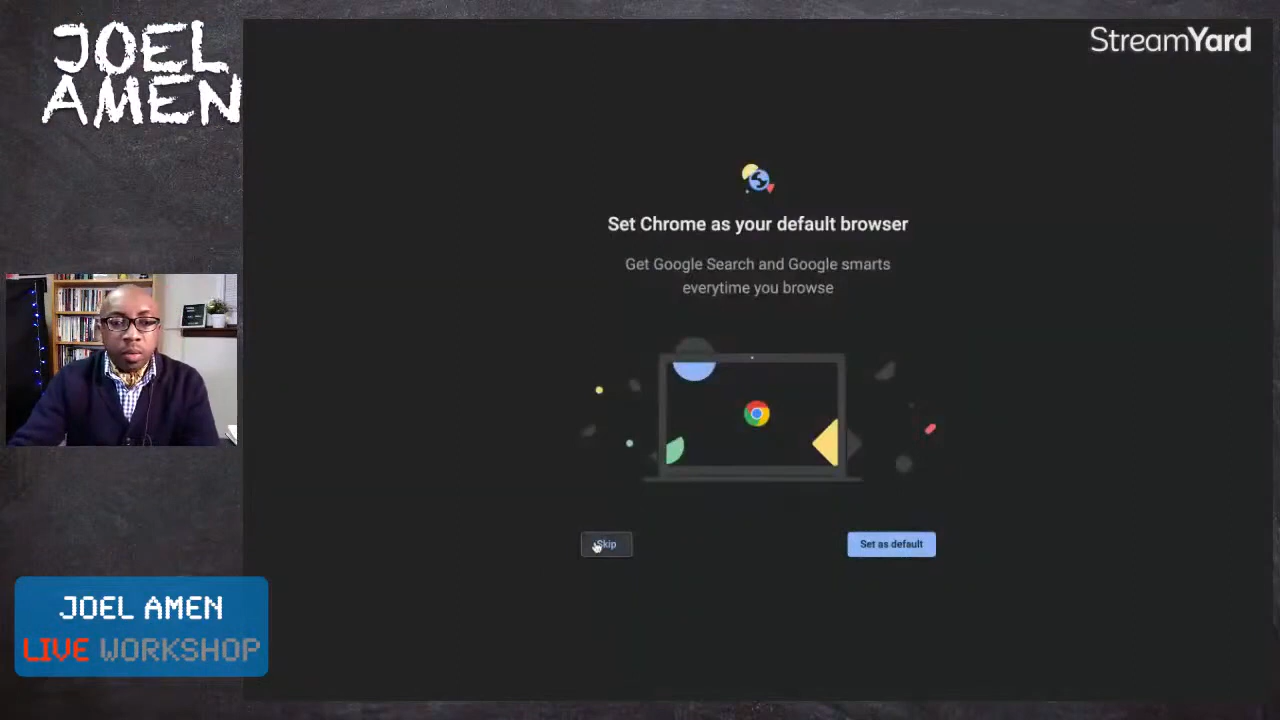 JOEL
AMEN
StreamYard
Set Chrome as your default browser
Get Google Search and Google smarts
everytime you browse
Skip
Set as default
JOEL AMEN
LIVE WORKSHOP